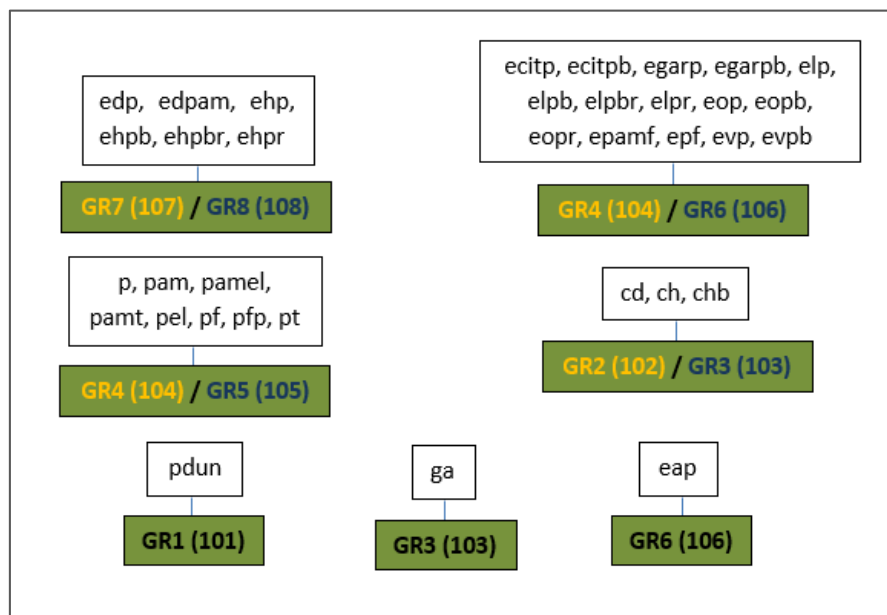 edp, edpam, ehp,
ehpb, ehpbr, ehpr
GR7 (107) / GR8 (108)
ecitp, ecitpb, egarp, egarpb, elp,
elpb, elpbr, elpr, eop, eopb,
eopr, epamf, epf, evp, evpb
GR4 (104) / GR6 (106)
p, pam, pamel,
pamt, pel, pf, pfp, pt
GR4 (104) / GR5 (105)
cd, ch, chb
GR2 (102) / GR3 (103)
pdun
GR1 (101)
ga
GR3 (103)
eap
GR6 (106)